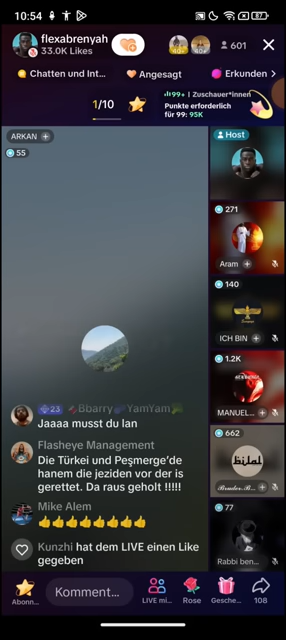 10:54
87
flexabrenyah
33.0K Likes
601
Chatten und Int...
Angesagt
Erkunden
1/10
99+ | Zuschauer*innen
Punkte erforderlich
für 99: 95K
ARKAN
55
Host
271
Aram
140
ICH BIN
1.2K
MANUEL...
662
bilal
Bruder.B...
77
Rabbi ben...
23 Bbarry YamYam
Jaaaa musst du lan
Flasheye Management
Die Türkei und Peşmerge'de
hanem die jeziden vor der is
gerettet. Da raus geholt !!!!!
Mike Alem
👍👍👍👍👍👍👍👍
Kunzhi hat dem LIVE einen Like
gegeben
Abonn...
Komment...
LIVE mi...
Rose
Gesche...
108